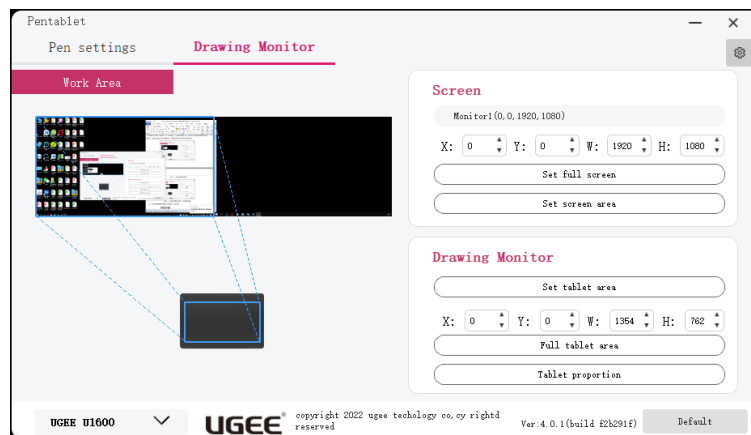 Pentablet
Pen settings
Drawing Monitor
Work Area
Screen
Monitor1(0,0,1920,1080)
X: 0 Y: 0 W: 1920 H: 1080
Set full screen
Set screen area
Drawing Monitor
Set tablet area
X: 0 Y: 0 W: 1354 H: 762
Full tablet area
Tablet proportion
UGEE U1600
UGEE®
copyright 2022 ugee techology co,cy rightd
reserved
Ver:4.0.1(build f2b291f)
Default